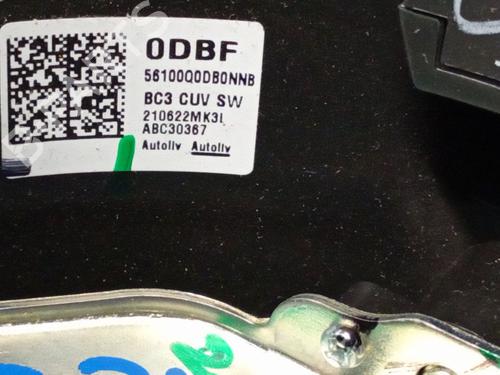 0DBF
56100Q0DB0NNB
BC3 CUV SW
210622MK3L
ABC30367
Autoliv Autoliv